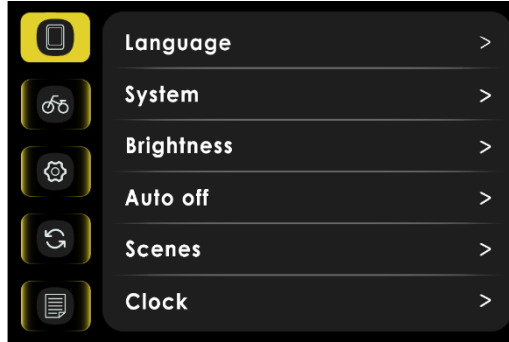 Language >
System >
Brightness >
Auto off >
Scenes >
Clock >